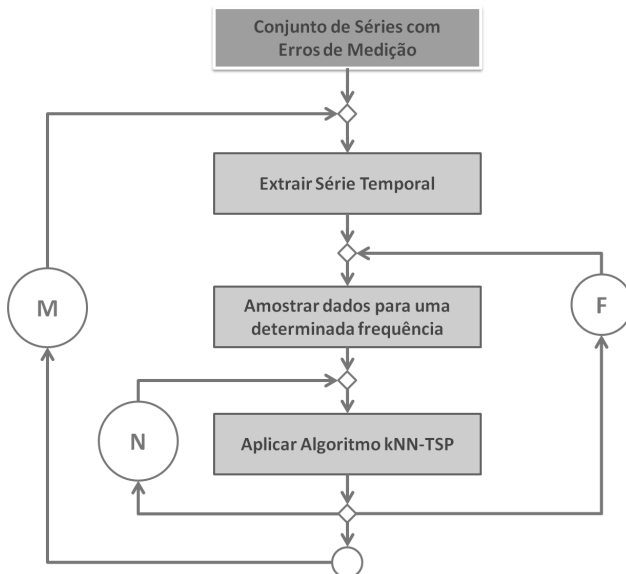 Conjunto de Séries com
Erros de Medição
Extrair Série Temporal
M
F
Amostrar dados para uma
determinada frequência
N
Aplicar Algoritmo kNN-TSP